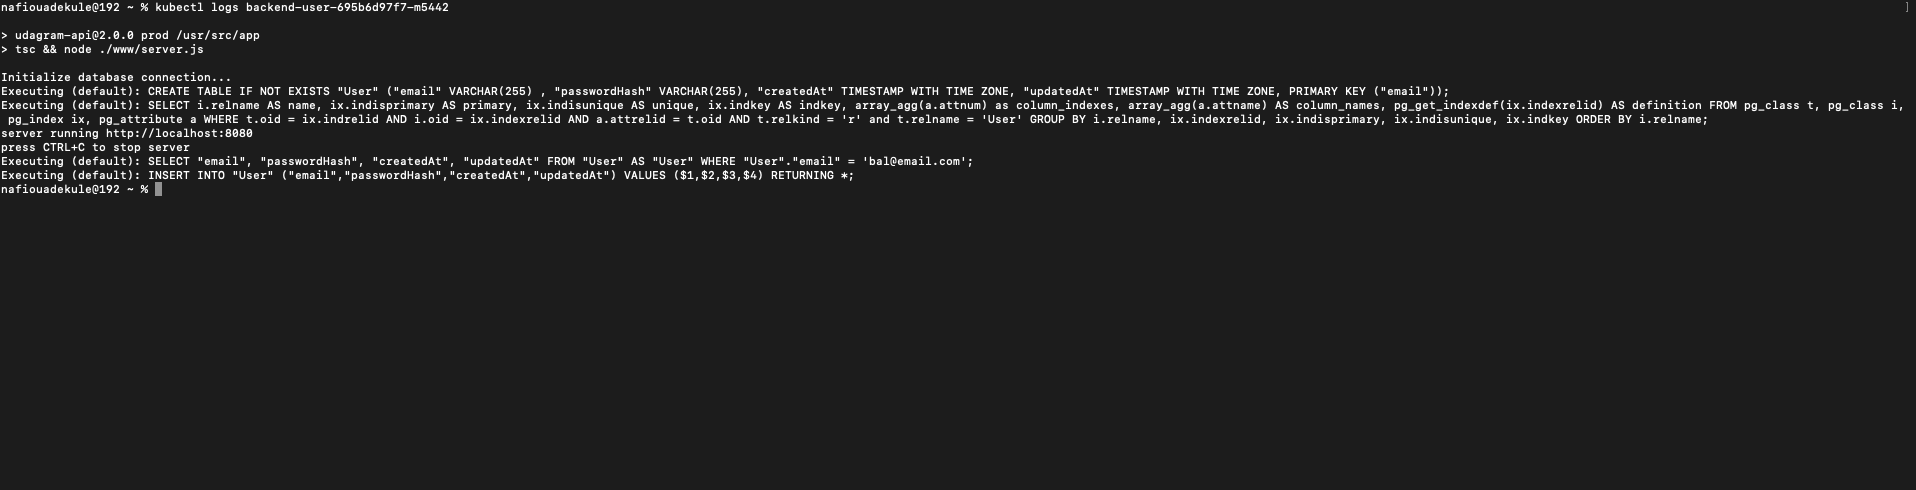 nafiouadekule@192 ~ % kubectl logs backend-user-695b6d97f7-m5442 ]
> udagram-api@2.0.0 prod /usr/src/app
> tsc && node ./www/server.js
Initialize database connection...
Executing (default): CREATE TABLE IF NOT EXISTS "User" ("email" VARCHAR(255) , "passwordHash" VARCHAR(255), "createdAt" TIMESTAMP WITH TIME ZONE, "updatedAt" TIMESTAMP WITH TIME ZONE, PRIMARY KEY ("email"));
Executing (default): SELECT i.relname AS name, ix.indisprimary AS primary, ix.indisunique AS unique, ix.indkey AS indkey, array_agg(a.attnum) as column_indexes, array_agg(a.attname) AS column_names, pg_get_indexdef(ix.indexrelid) AS definition FROM pg_class t, pg_class i,
pg_index ix, pg_attribute a WHERE t.oid = ix.indrelid AND i.oid = ix.indexrelid AND a.attrelid = t.oid AND t.relkind = 'r' and t.relname = 'User' GROUP BY i.relname, ix.indexrelid, ix.indisprimary, ix.indisunique, ix.indkey ORDER BY i.relname;
server running http://localhost:8080
press CTRL+C to stop server
Executing (default): SELECT "email", "passwordHash", "createdAt", "updatedAt" FROM "User" AS "User" WHERE "User"."email" = 'bal@email.com';
Executing (default): INSERT INTO "User" ("email","passwordHash","createdAt","updatedAt") VALUES ($1,$2,$3,$4) RETURNING *;
nafiouadekule@192 ~ %